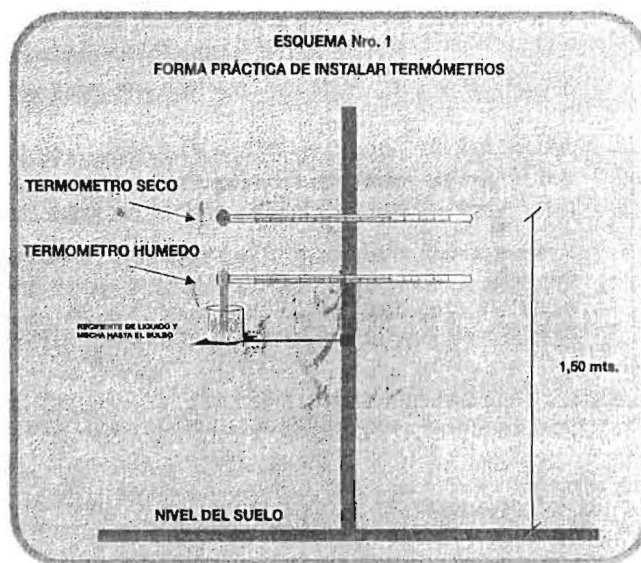 ESQUEMA Nro. 1
FORMA PRÁCTICA DE INSTALAR TERMÓMETROS
TERMOMETRO SECO
TERMOMETRO HUMEDO
RECIPIENTE DE LIQUIDO Y
MECHA HASTA EL BULBO
1,50 mts.
NIVEL DEL SUELO